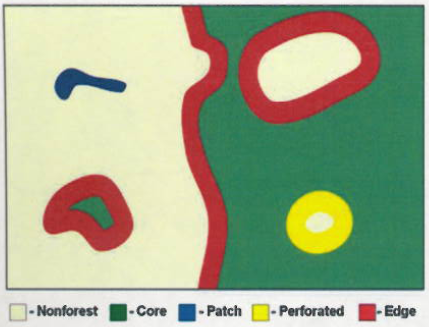 - Nonforest - Core - Patch - Perforated - Edge